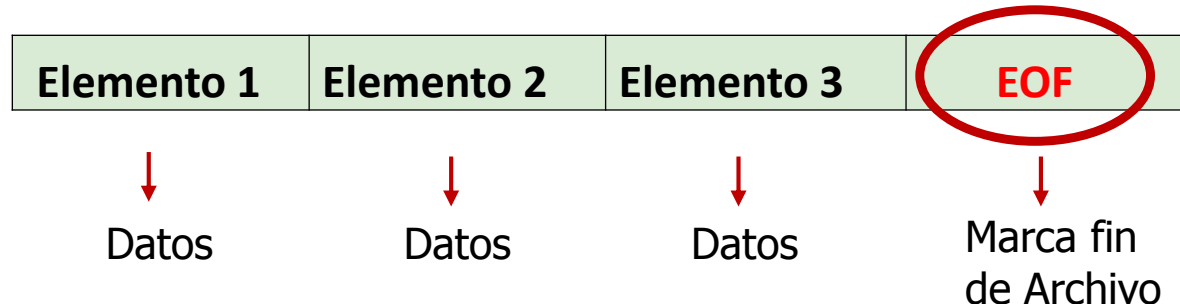 Elemento 1 Elemento 2 Elemento 3 EOF
Datos Datos Datos Marca fin
de Archivo